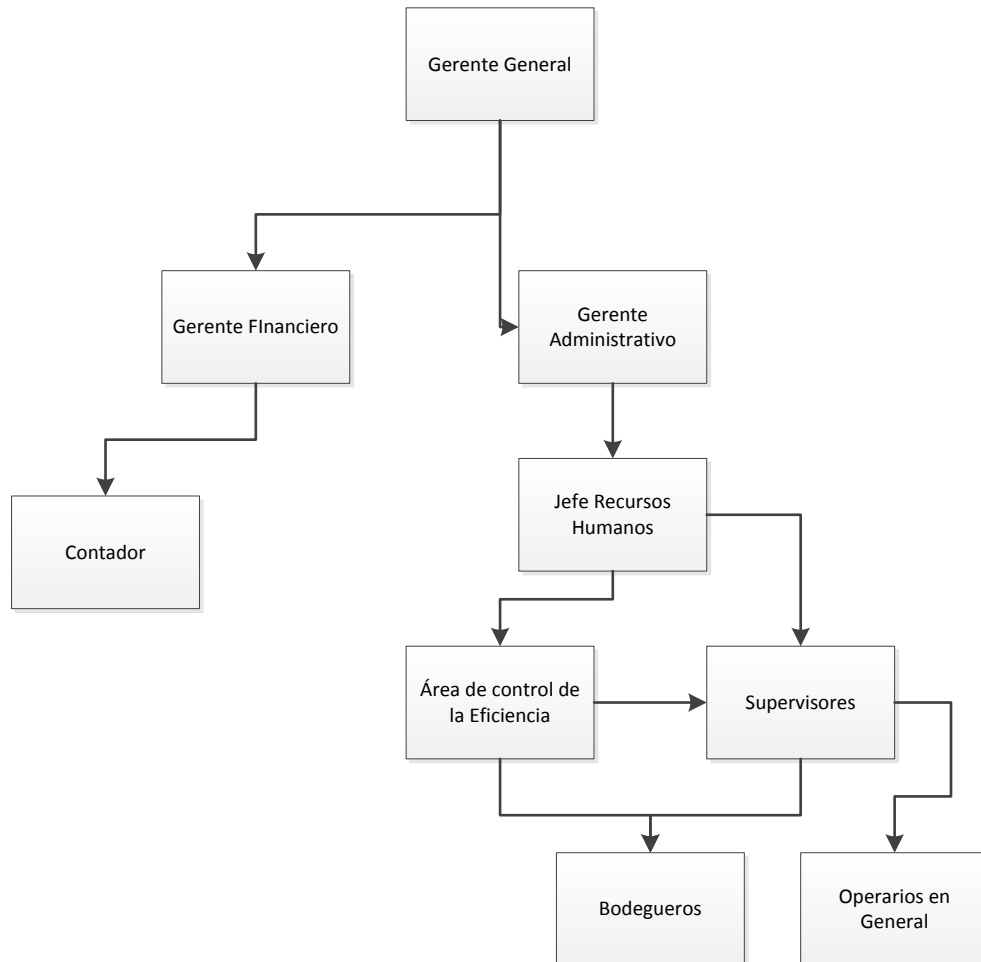 Gerente General
Gerente FInanciero
Gerente
Administrativo
Jefe Recursos
Humanos
Contador
Área de control de
la Eficiencia
Supervisores
Bodegueros
Operarios en
General